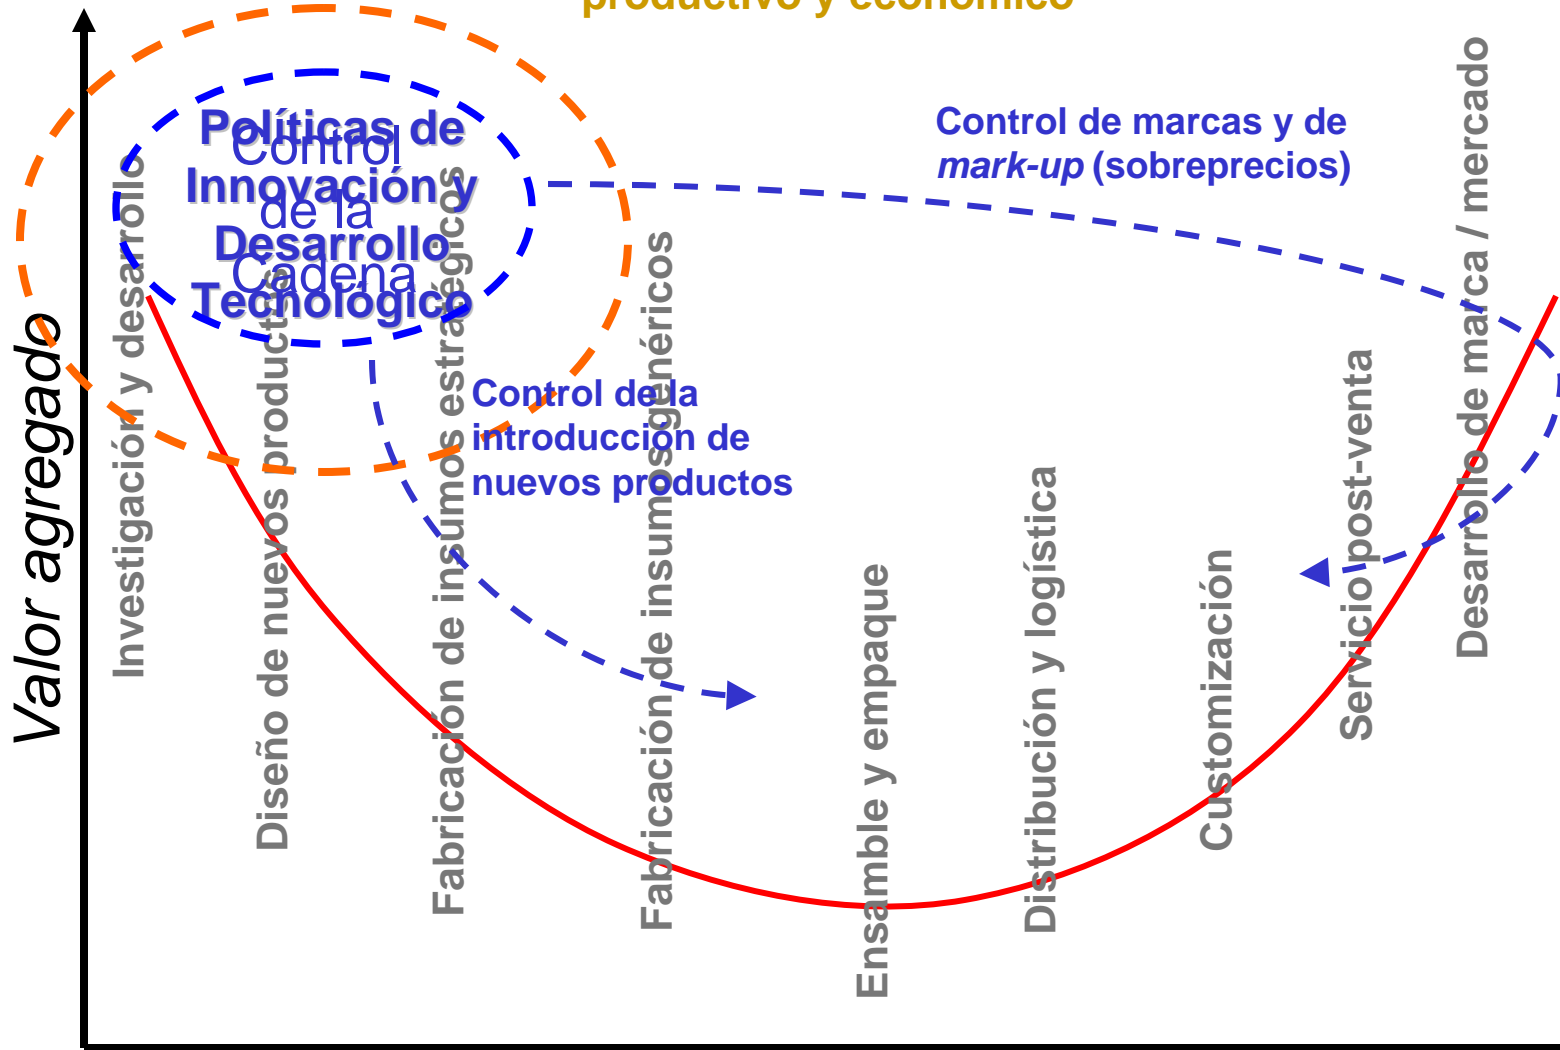 productivo y económico
Políticas de
Innovación y
Desarrollo
Tecnológico
Control
de la
Cadena
Control de marcas y de
mark-up (sobreprecios)
Control de la
introducción de
nuevos productos
Valor agregado
Investigación y desarrollo
Diseño de nuevos productos
Fabricación de insumos estratégicos
Fabricación de insumos genéricos
Ensamble y empaque
Distribución y logística
Customización
Servicio post-venta
Desarrollo de marca / mercado